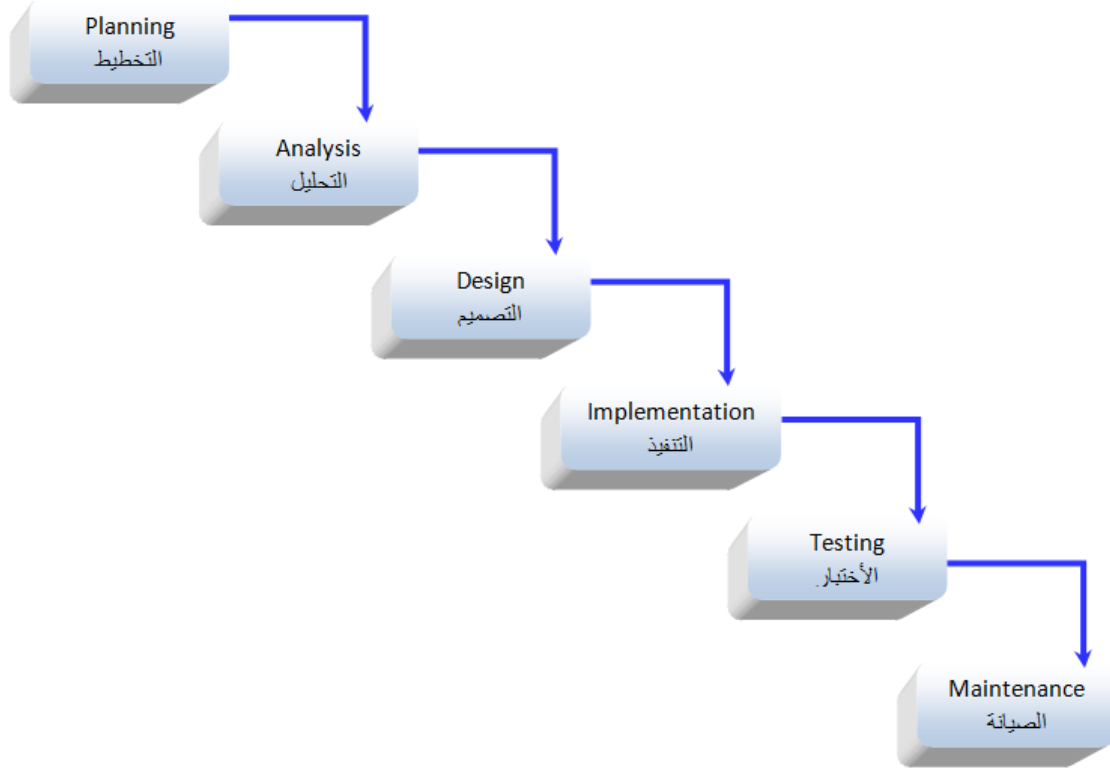 Planning
التخطيط
Analysis
التحليل
Design
التصميم
Implementation
التنفيذ
Testing
الأختبار
Maintenance
الصيانة